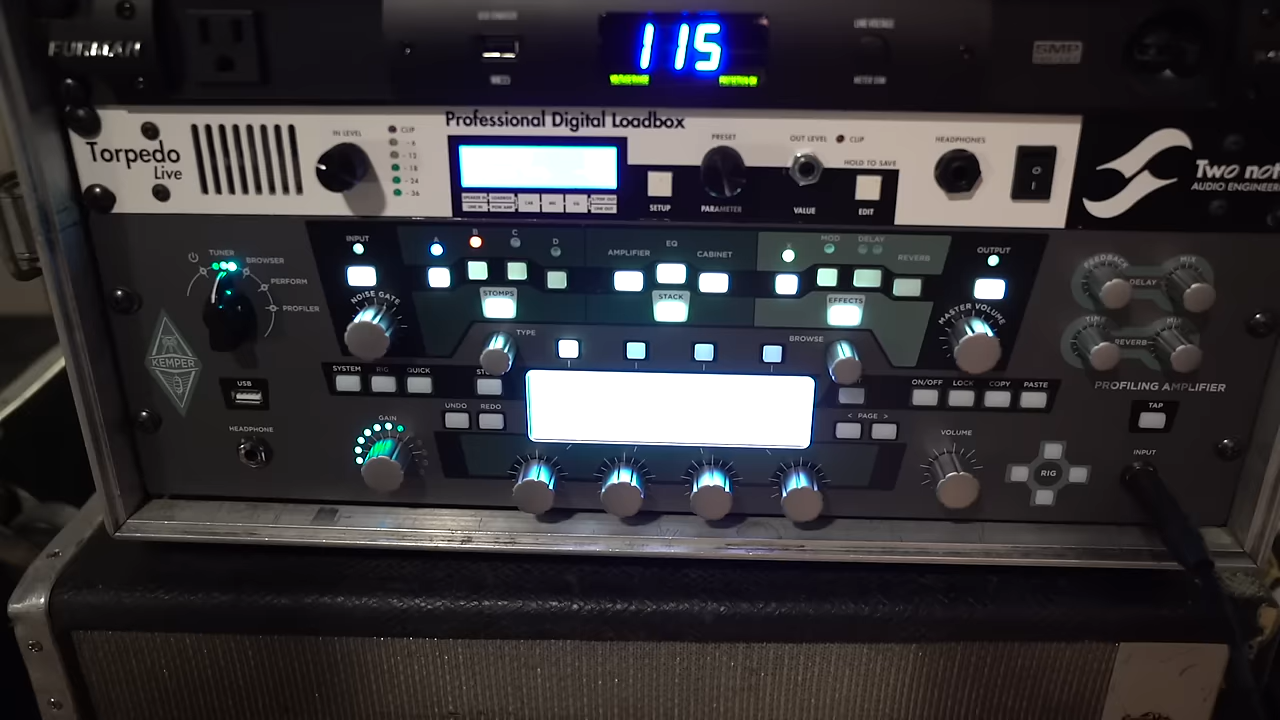 FURMAN
115
SMP
Professional Digital Loadbox
Torpedo
Live
IN LEVEL
CLIP
- 6
- 12
- 18
- 24
- 36
PRESET
OUT LEVEL
CLIP
HOLD TO SAVE
HEADPHONES
SETUP
PARAMETER
VALUE
EDIT
Two not
AUDIO ENGINEER
TUNER
BROWSER
PERFORM
PROFILER
INPUT
A
B
C
D
AMPLIFIER
EQ
CABINET
X
MOD
DELAY
REVERB
OUTPUT
NOISE GATE
STOMPS
STACK
EFFECTS
MASTER VOLUME
FEEDBACK
MIX
DELAY
TIME
MIX
REVERB
KEMPER
TYPE
BROWSE
SYSTEM
RIG
QUICK
ON/OFF
LOCK
COPY
PASTE
PROFILING AMPLIFIER
USB
UNDO
REDO
< PAGE >
TAP
HEADPHONE
GAIN
VOLUME
RIG
INPUT